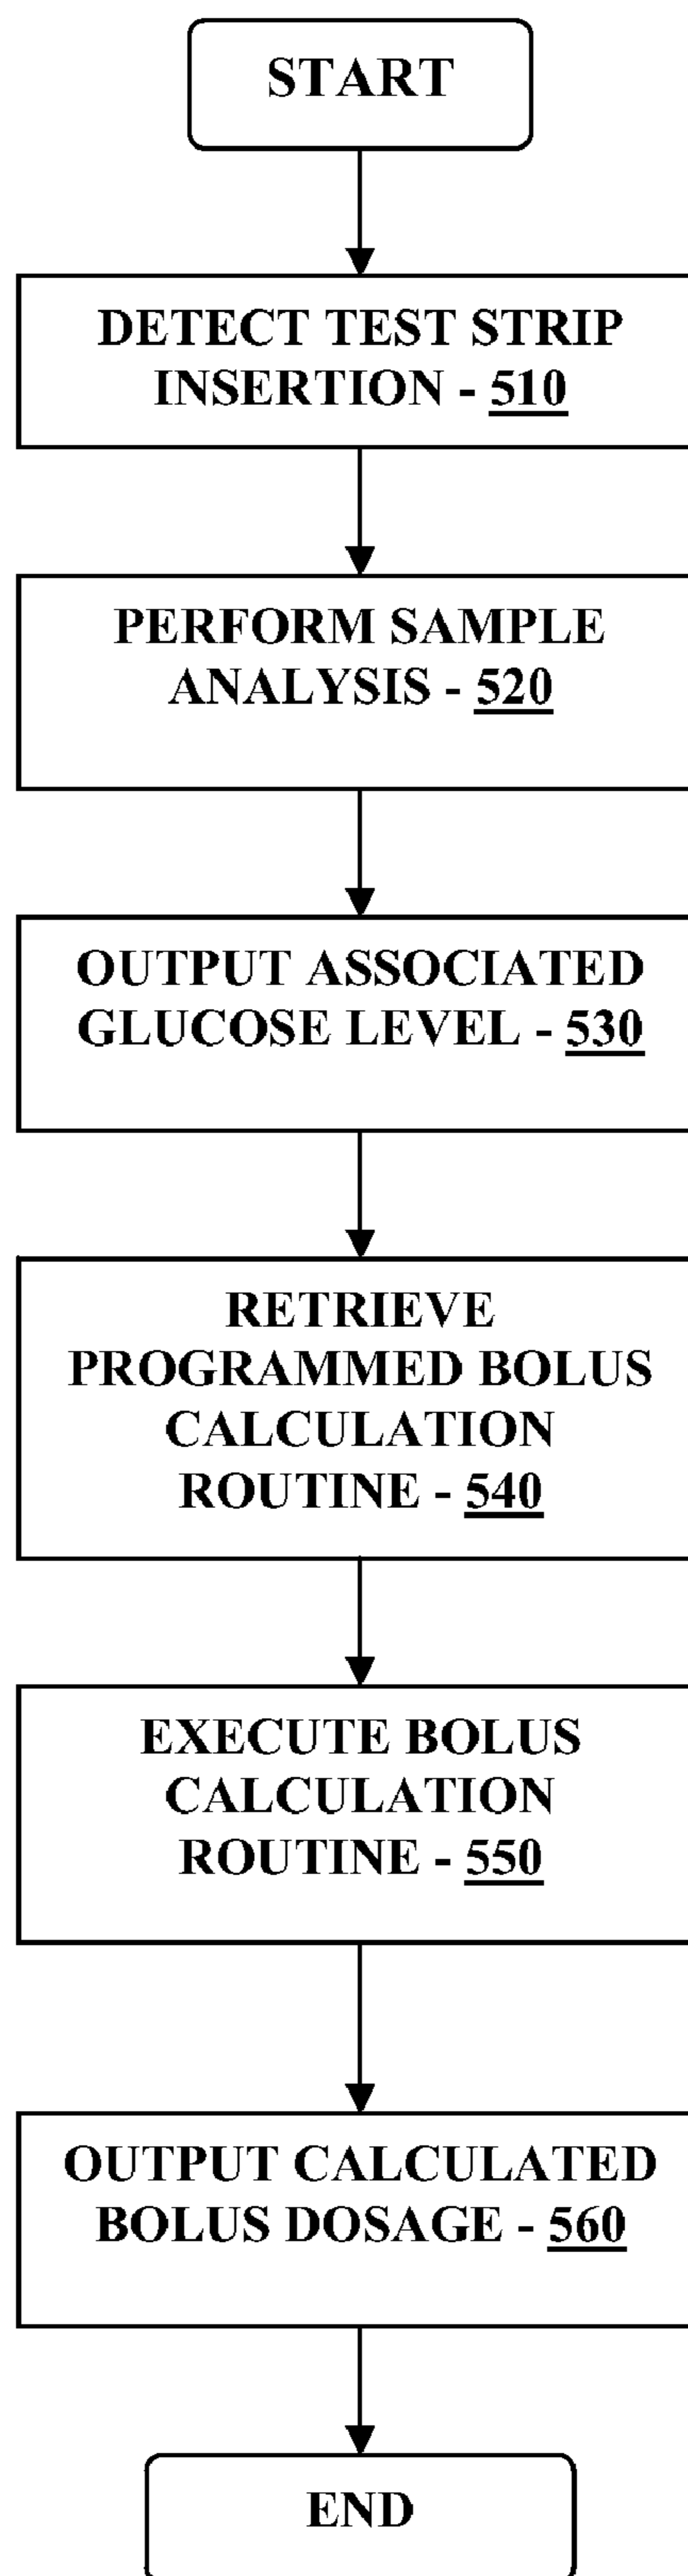 START
DETECT TEST STRIP
INSERTION - 510
PERFORM SAMPLE
ANALYSIS - 520
OUTPUT ASSOCIATED
GLUCOSE LEVEL - 530
RETRIEVE
PROGRAMMED BOLUS
CALCULATION
ROUTINE - 540
EXECUTE BOLUS
CALCULATION
ROUTINE - 550
OUTPUT CALCULATED
BOLUS DOSAGE - 560
END